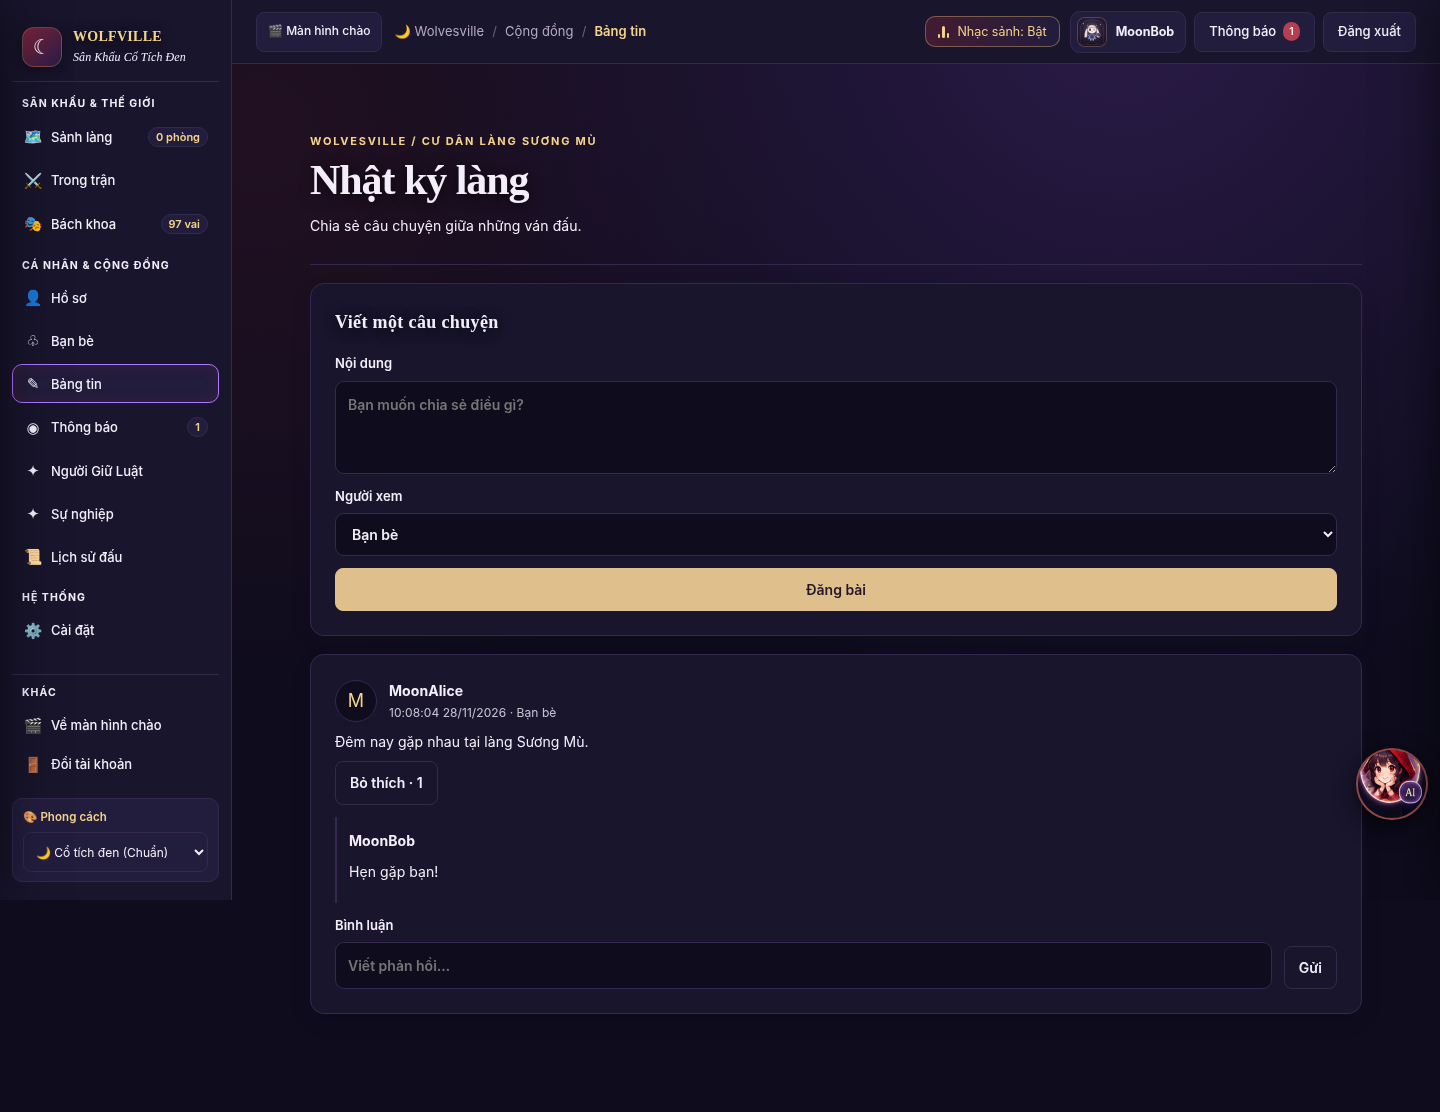 WOLFVILLE
Sân Khấu Cổ Tích Đen
SÂN KHẤU & THẾ GIỚI
Sảnh làng
0 phòng
Trong trận
Bách khoa
97 vai
CÁ NHÂN & CỘNG ĐỒNG
Hồ sơ
Bạn bè
Bảng tin
Thông báo
1
Người Giữ Luật
Sự nghiệp
Lịch sử đấu
HỆ THỐNG
Cài đặt
KHÁC
Về màn hình chào
Đổi tài khoản
Phong cách
Cổ tích đen (Chuẩn)
Màn hình chào
Wolvesville / Cộng đồng / Bảng tin
Nhạc sảnh: Bật
MoonBob
Thông báo 1
Đăng xuất
WOLVESVILLE / CƯ DÂN LÀNG SƯƠNG MÙ
Nhật ký làng
Chia sẻ câu chuyện giữa những ván đấu.
Viết một câu chuyện
Nội dung
Bạn muốn chia sẻ điều gì?
Người xem
Bạn bè
Đăng bài
M
MoonAlice
10:08:04 28/11/2026 · Bạn bè
Đêm nay gặp nhau tại làng Sương Mù.
Bỏ thích · 1
MoonBob
Hẹn gặp bạn!
Bình luận
Viết phản hồi...
Gửi
AI